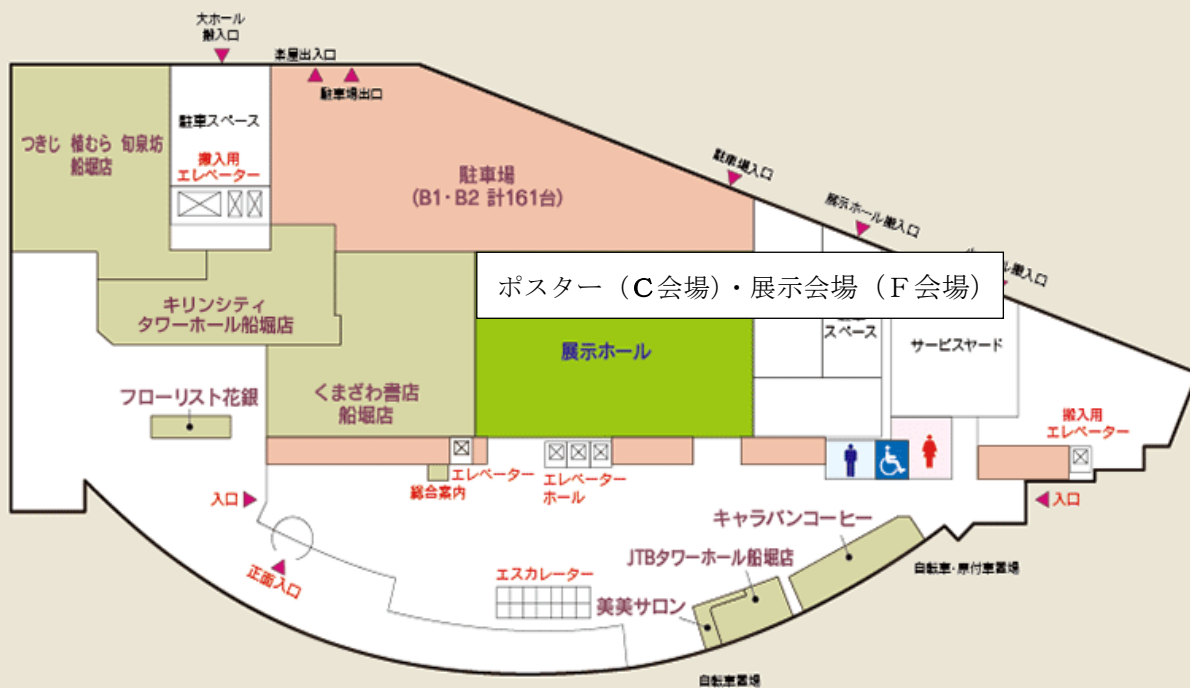 大ホール
搬入口
楽屋出入口
駐車場出口
つきじ 植むら 旬泉坊
船堀店
駐車スペース
搬入用
エレベーター
駐車場
(B1・B2 計161台)
駐車場入口
展示ホール搬入口
搬入口
ポスター（C会場）・展示会場（F会場）
キリンシティ
タワーホール船堀店
展示ホール
スペース
サービスヤード
くまざわ書店
船堀店
フローリスト花銀
搬入用
エレベーター
エレベーター
総合案内
エレベーター
ホール
入口
入口
キャラバンコーヒー
正面入口
エスカレーター
JTBタワーホール船堀店
美美サロン
自転車・原付車置場
自転車置場